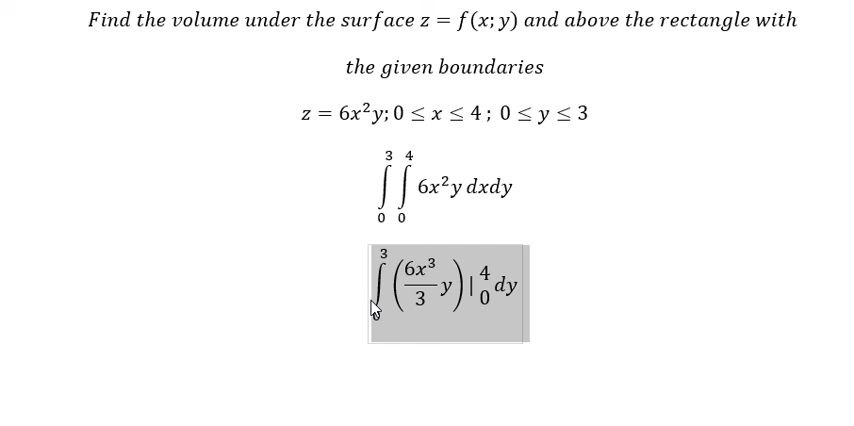 Find the volume under the surface z = f(x; y) and above the rectangle with
the given boundaries
z = 6x²y; 0 ≤ x ≤ 4 ; 0 ≤ y ≤ 3
∫₀³ ∫₀⁴ 6x²y dxdy
∫₀³ (6x³/3 y) |₀⁴ dy